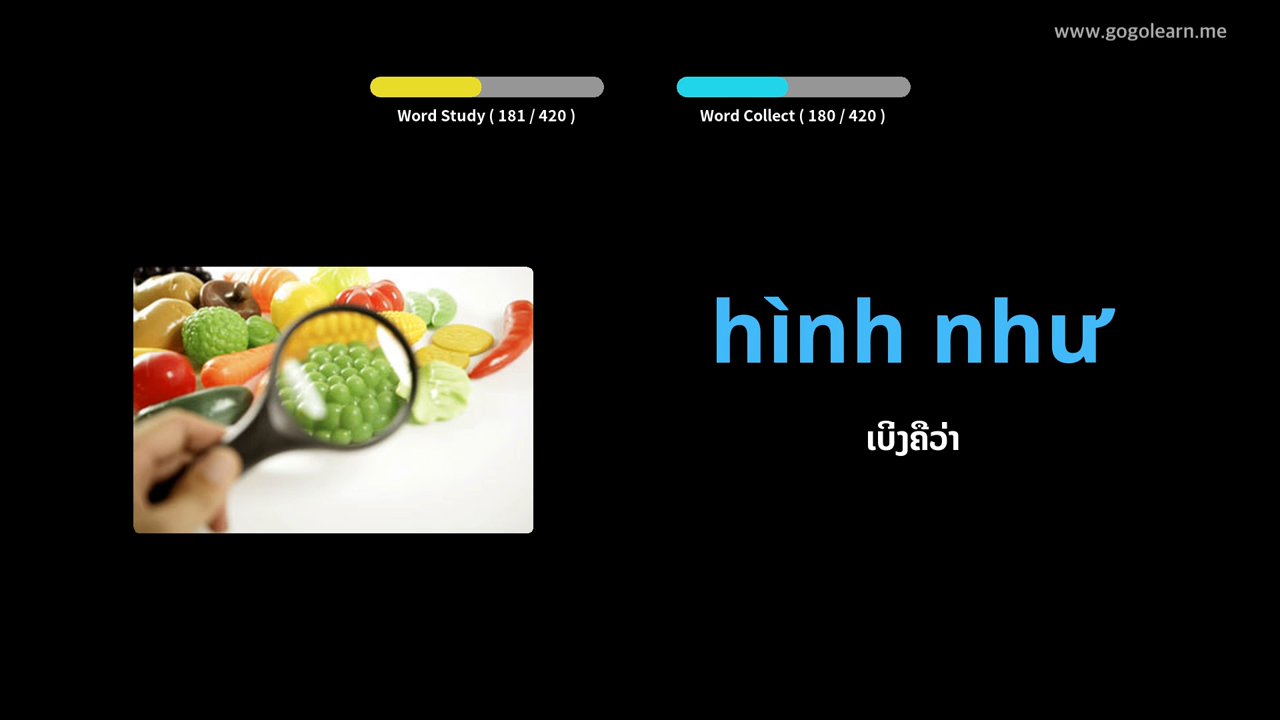 www.gogolearn.me
Word Study ( 181 / 420 )
Word Collect ( 180 / 420 )
hình như
ເບິ່ງຄືວ່າ